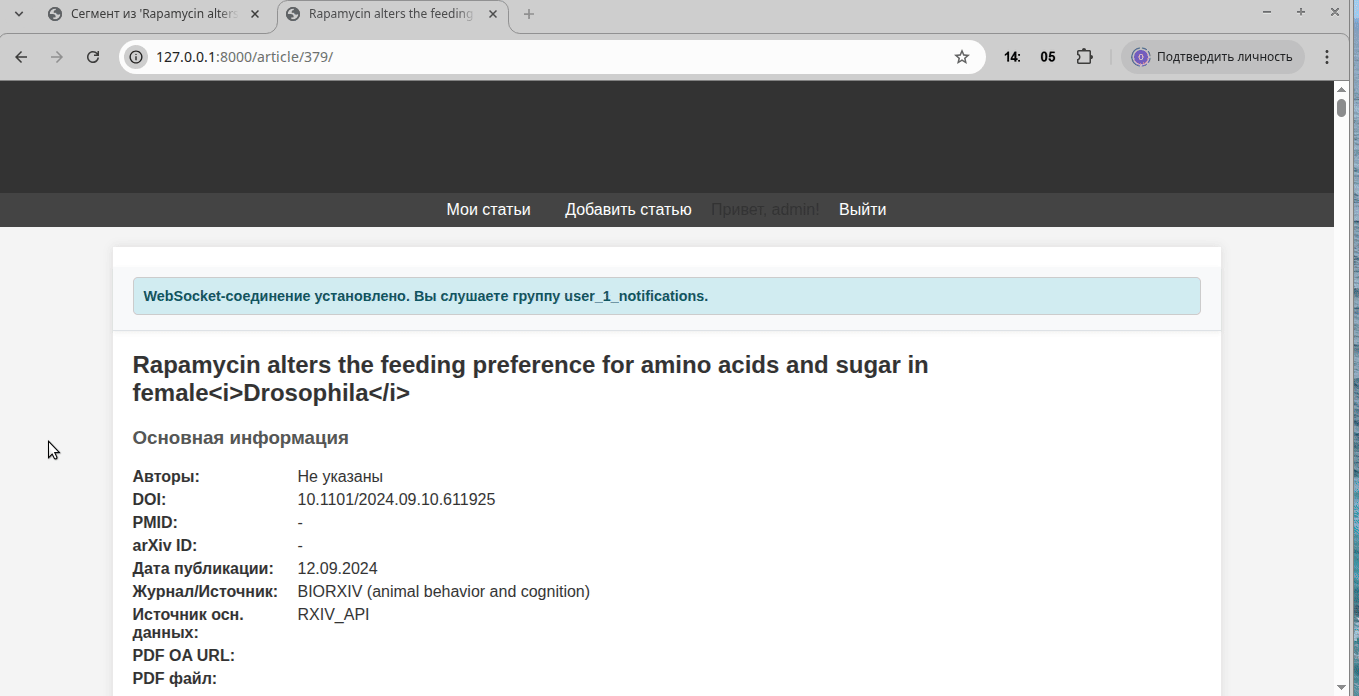 Сегмент из 'Rapamycin alters
Rapamycin alters the feeding
127.0.0.1:8000/article/379/
14: 05
Подтвердить личность
Мои статьи Добавить статью Привет, admin! Выйти
WebSocket-соединение установлено. Вы слушаете группу user_1_notifications.
Rapamycin alters the feeding preference for amino acids and sugar in
female<i>Drosophila</i>
Основная информация
Авторы: Не указаны
DOI: 10.1101/2024.09.10.611925
PMID: -
arXiv ID: -
Дата публикации: 12.09.2024
Журнал/Источник: BIORXIV (animal behavior and cognition)
Источник осн. RXIV_API
данных:
PDF OA URL:
PDF файл: